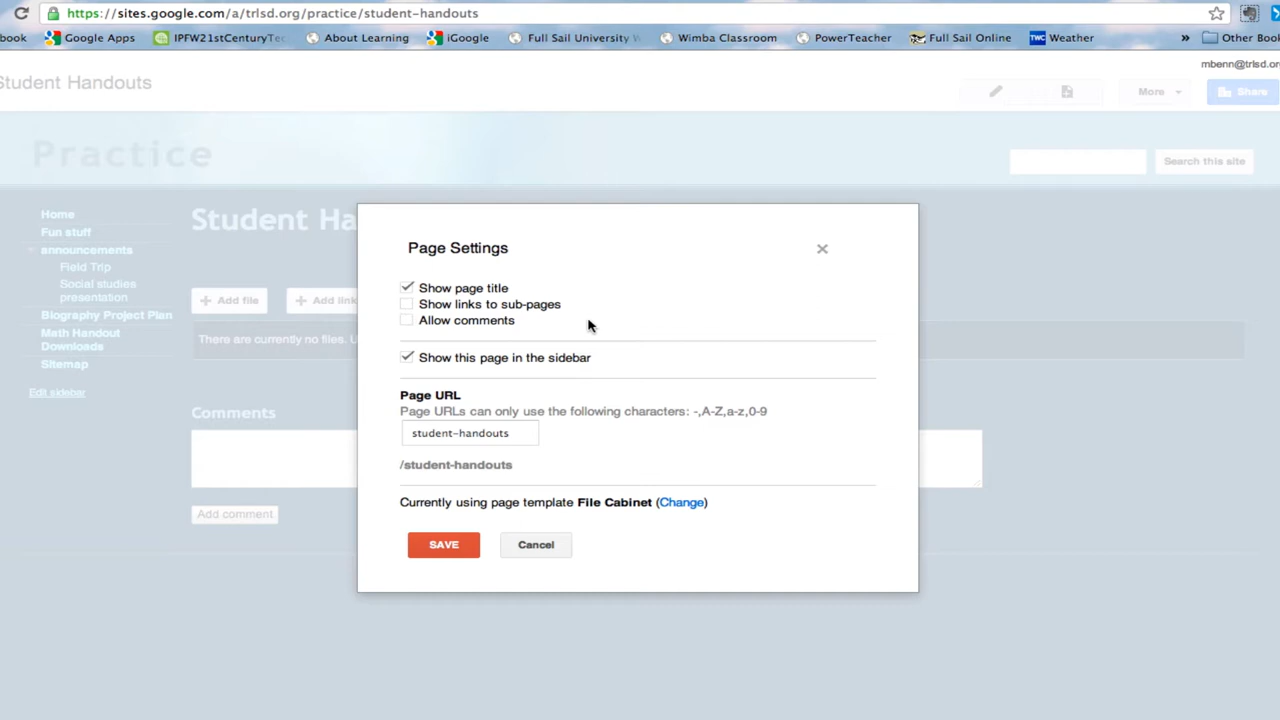 https://sites.google.com/a/trlsd.org/practice/student-handouts
book Google Apps IPFW21stCenturyTec About Learning iGoogle Full Sail University W Wimba Classroom PowerTeacher Full Sail Online TWC Weather » Other Book
mbenn@trlsd.or
Student Handouts More Share
Practice
Search this site
Home
Fun stuff
announcements
Field Trip
Social studies
presentation
Biography Project Plan
Math Handout
Downloads
Sitemap
Edit sidebar
Student Ha
+ Add file + Add link
There are currently no files. U
Comments
Add comment
Page Settings
Show page title
Show links to sub-pages
Allow comments
Show this page in the sidebar
Page URL
Page URLs can only use the following characters: -,A-Z,a-z,0-9
student-handouts
/student-handouts
Currently using page template File Cabinet (Change)
SAVE Cancel